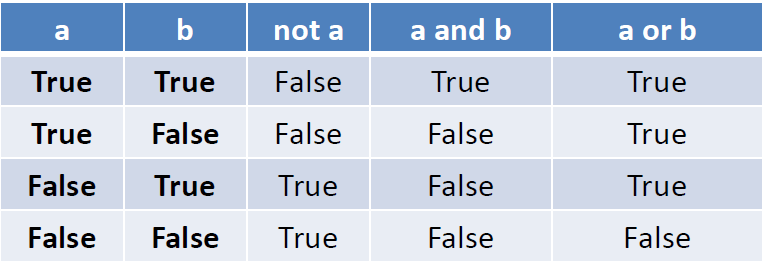 a b not a a and b a or b
True True False True True
True False False False True
False True True False True
False False True False False